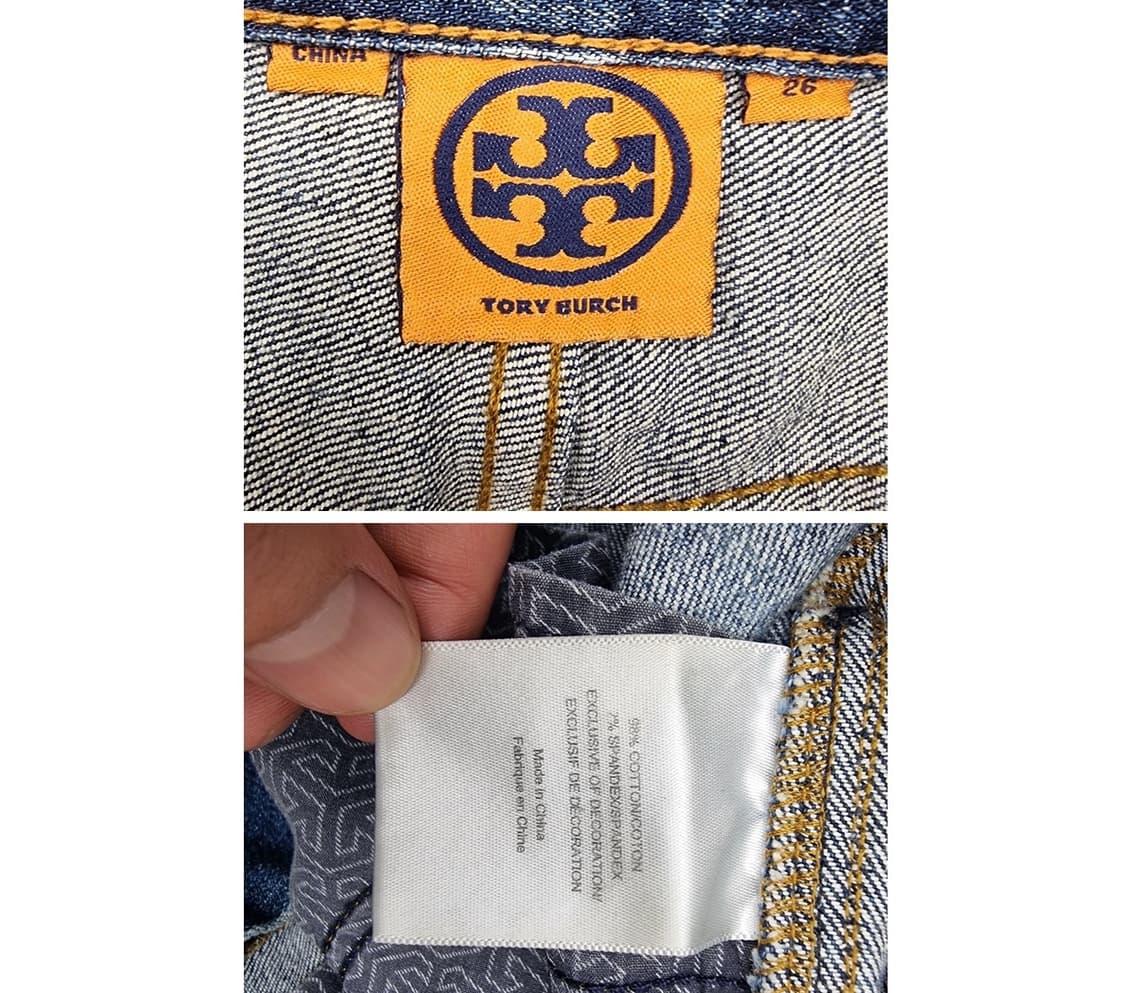 CHINA
26
TORY BURCH
98% COTTON/COTON
2% SPANDEX/SPANDEX
EXCLUSIVE OF DECORATION/
EXCLUSIF DE DÉCORATION
Made in China
Fabriqué en Chine